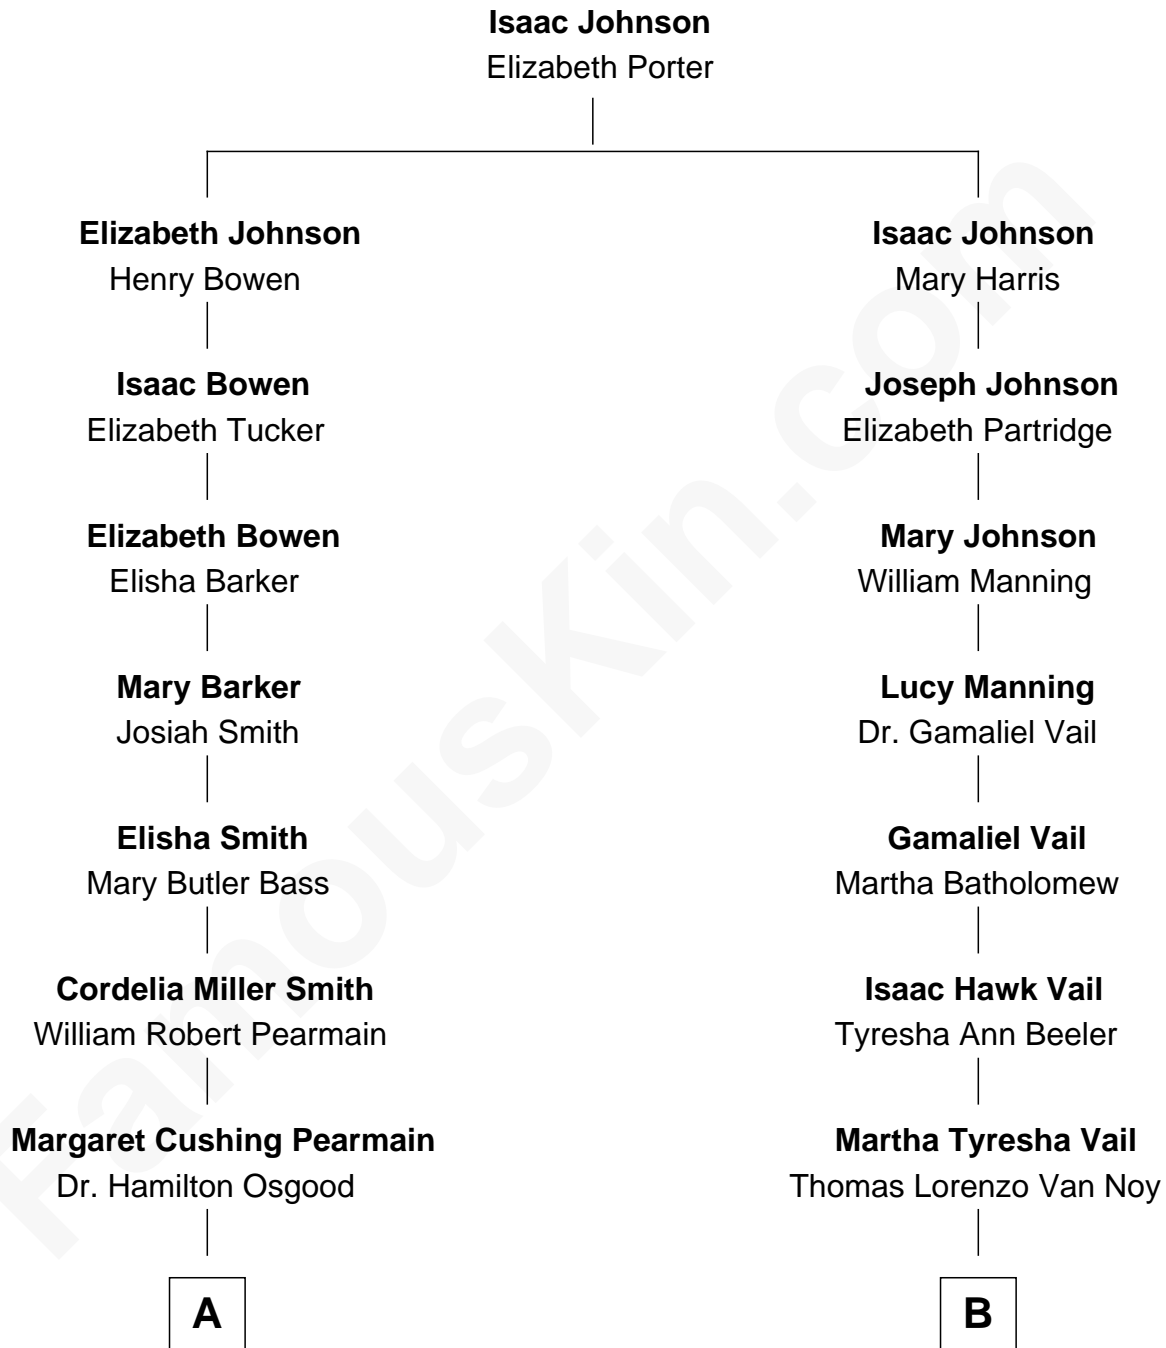 Isaac Johnson
Elizabeth Porter
Elizabeth Johnson
Henry Bowen
Isaac Johnson
Mary Harris
Isaac Bowen
Elizabeth Tucker
Joseph Johnson
Elizabeth Partridge
Elizabeth Bowen
Elisha Barker
Mary Johnson
William Manning
Mary Barker
Josiah Smith
Lucy Manning
Dr. Gamaliel Vail
Elisha Smith
Mary Butler Bass
Gamaliel Vail
Martha Batholomew
Cordelia Miller Smith
William Robert Pearmain
Isaac Hawk Vail
Tyresha Ann Beeler
Margaret Cushing Pearmain
Dr. Hamilton Osgood
Martha Tyresha Vail
Thomas Lorenzo Van Noy
A
B
FamousKin.com